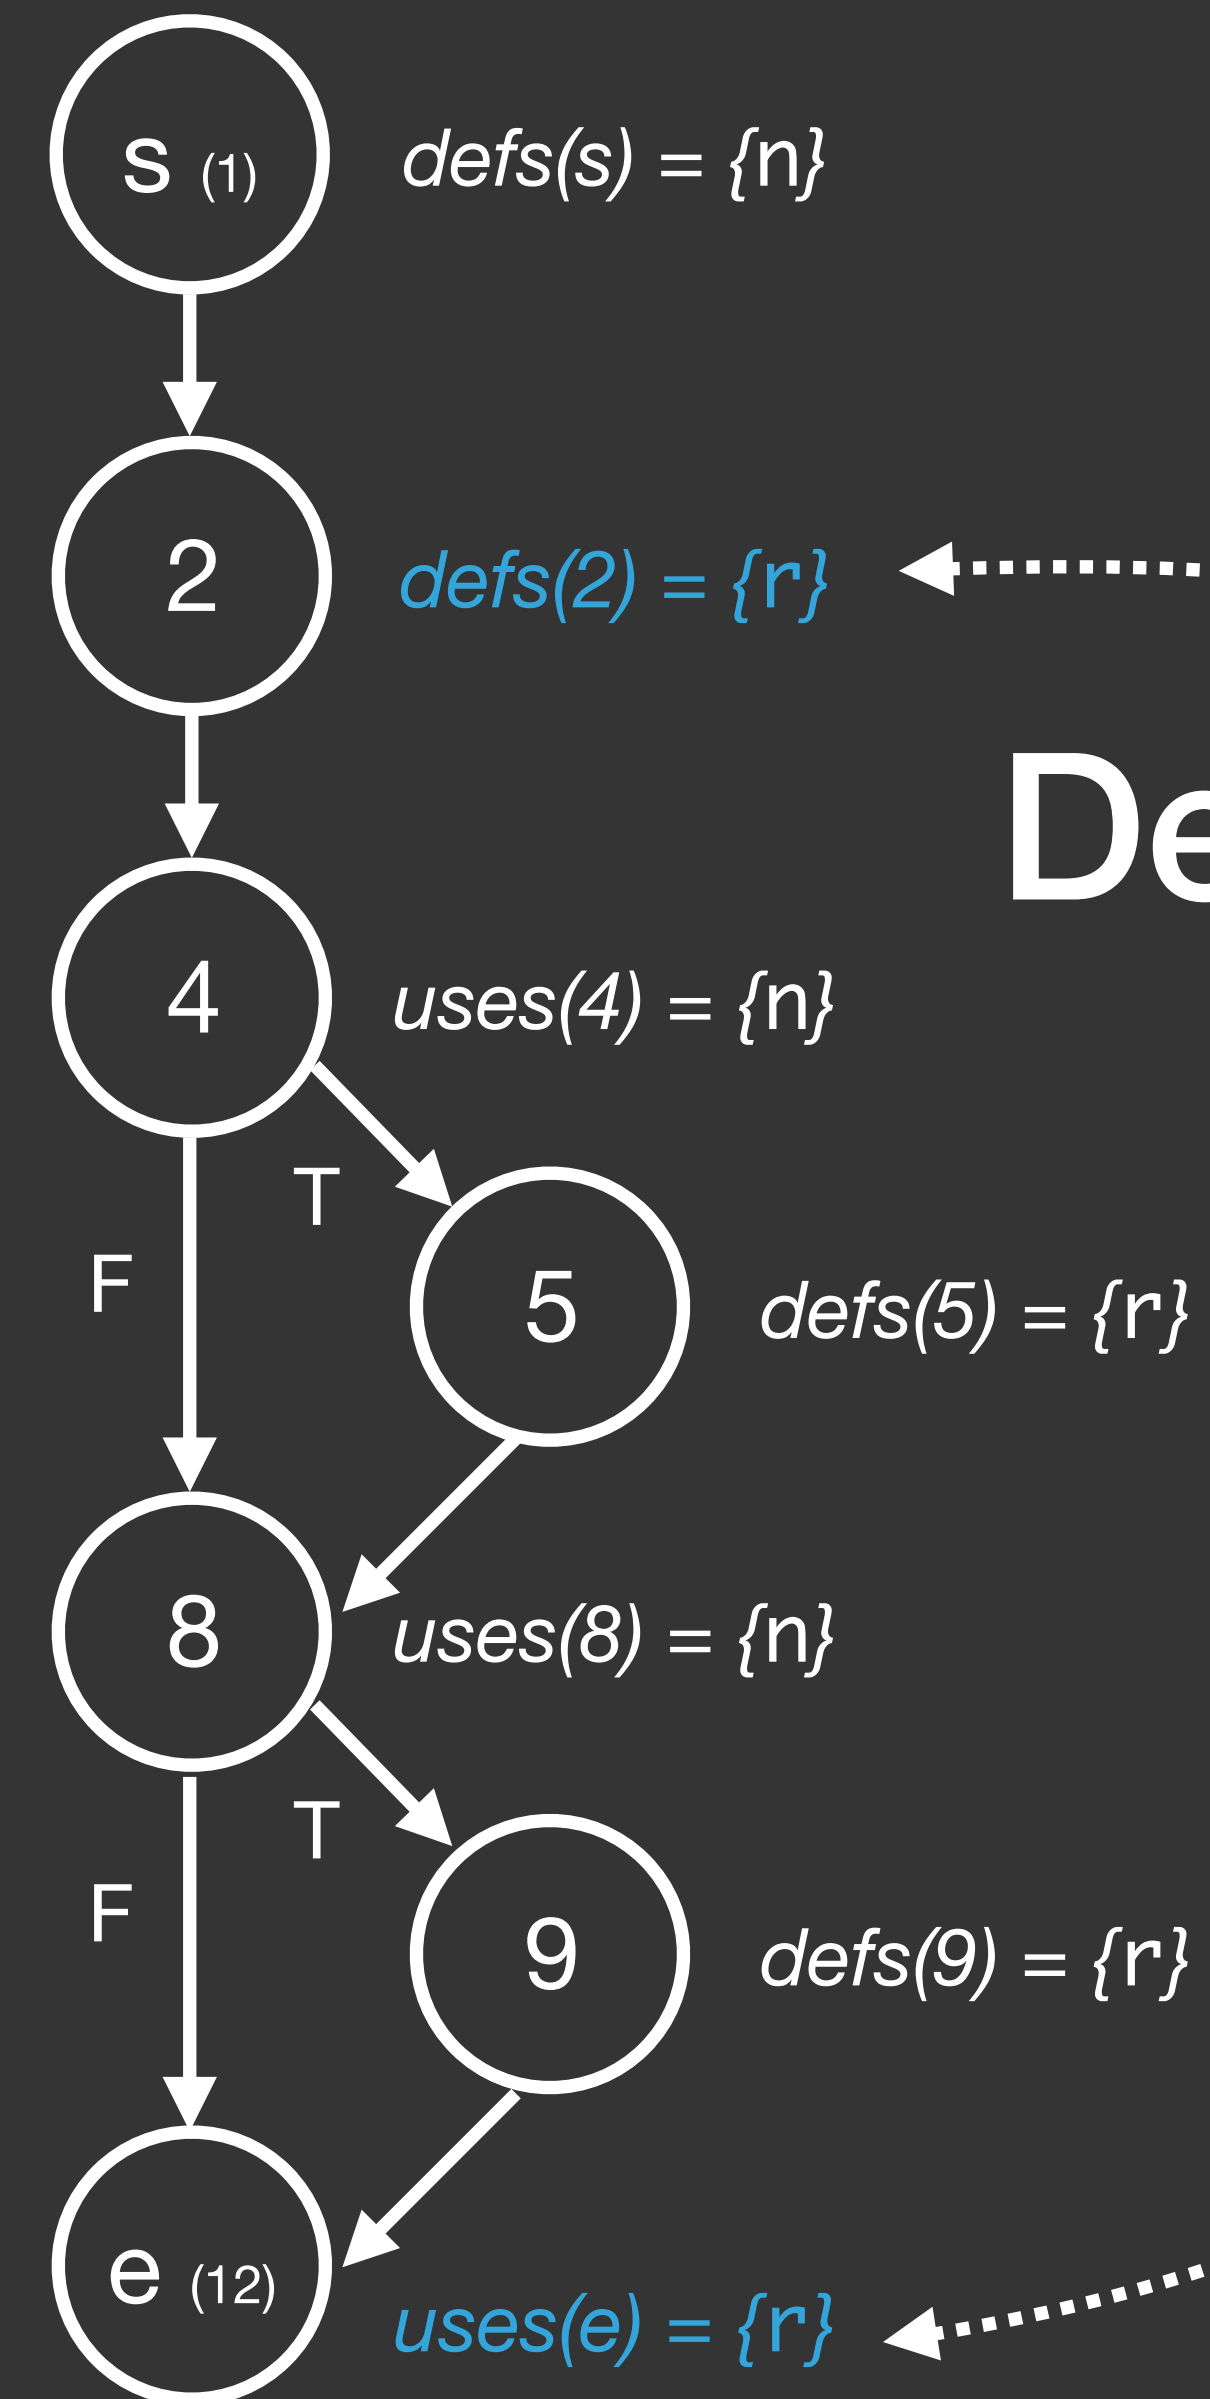 s (1)
defs(s) = {n}
2
defs(2) = {r}
De
4
uses(4) = {n}
T
F
5
defs(5) = {r}
8
uses(8) = {n}
T
F
9
defs(9) = {r}
e (12)
uses(e) = {r}